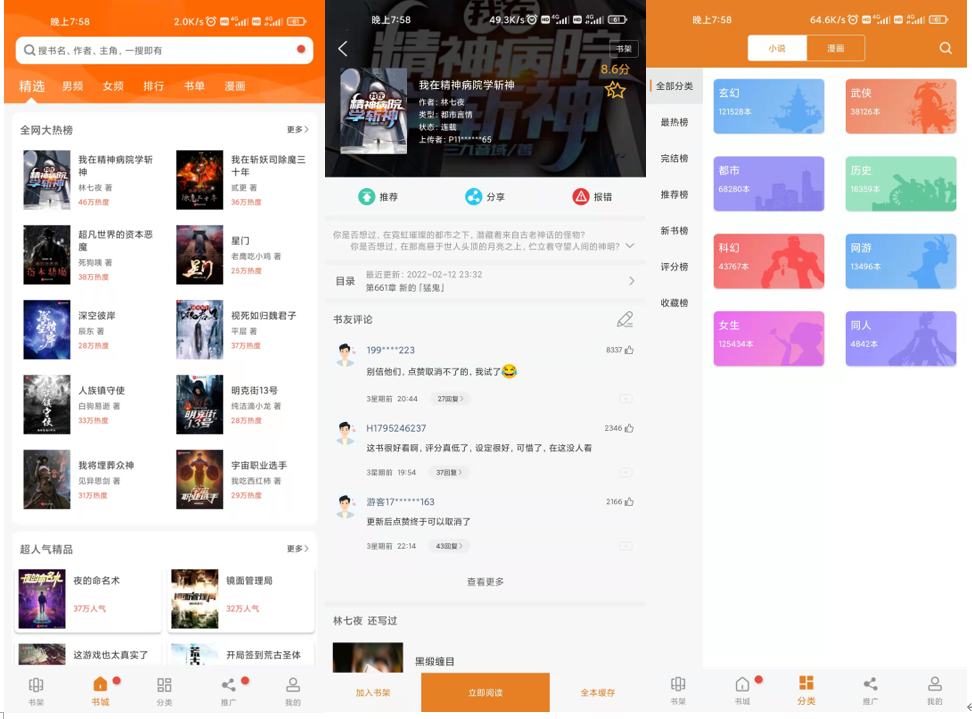 晚上7:58
2.0K/s
4G
4G
61
搜书名、作者、主角，一搜即有
精选 男频 女频 排行 书单 漫画
全网大热榜
更多
我在精神病院学斩神
林七夜 著
46万热度
我在斩妖司除魔三十年
贰更 著
36万热度
超凡世界的资本恶魔
死狗咦 著
38万热度
星门
老鹰吃小鸡 著
25万热度
深空彼岸
辰东 著
28万热度
视死如归魏君子
平层 著
37万热度
人族镇守使
白驹易逝 著
33万热度
明克街13号
纯洁滴小龙 著
28万热度
我将埋葬众神
见异思剑 著
31万热度
宇宙职业选手
我吃西红柿 著
29万热度
超人气精品
更多
夜的命名术
37万人气
镜面管理局
32万人气
这游戏也太真实了
开局签到荒古圣体
书架 书城 分类 推广 我的
晚上7:58
49.3K/s
4G
4G
61
书架
我在精神病院学斩神
作者：林七夜
类型：都市言情
状态：连载
上传者：P11******65
8.6分
三九音域/著
推荐 分享 报错
你是否想过，在霓虹璀璨的都市之下，潜藏着来自古老神话的怪物？
你是否想过，在那高悬于世人头顶的月亮之上，伫立着守望人间的神明？
目录
最近更新：2022-02-12 23:32
第661章 新的「猛鬼」
书友评论
199****223
8337
别信他们，点赞取消不了的，我试了😂
3星期前 20:44 27回复
H1795246237
2346
这书很好看啊，评分真低了，设定很好，可惜了，在这没人看
3星期前 19:54 37回复
游客17******163
2166
更新后点赞终于可以取消了
3星期前 22:14 43回复
查看更多
林七夜 还写过
黑缎缠目
加入书架 立即阅读 全本缓存
晚上7:58
64.6K/s
4G
4G
61
小说 漫画
全部分类
最热榜
完结榜
推荐榜
新书榜
评分榜
收藏榜
玄幻
121528本
武侠
38126本
都市
68280本
历史
18359本
科幻
43767本
网游
13496本
女生
125434本
同人
4842本
书架 书城 分类 推广 我的